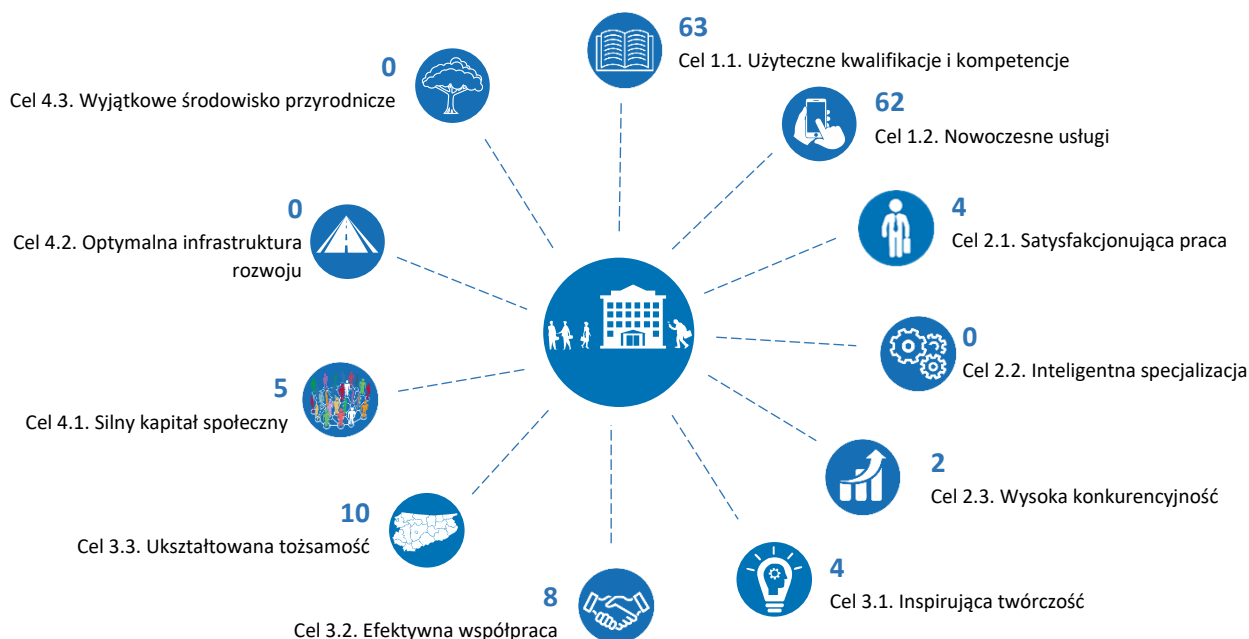 63
Cel 1.1. Użyteczne kwalifikacje i kompetencje
62
Cel 1.2. Nowoczesne usługi
4
Cel 2.1. Satysfakcjonująca praca
0
Cel 2.2. Inteligentna specjalizacja
2
Cel 2.3. Wysoka konkurencyjność
4
Cel 3.1. Inspirująca twórczość
8
Cel 3.2. Efektywna współpraca
10
Cel 3.3. Ukształtowana tożsamość
5
Cel 4.1. Silny kapitał społeczny
0
Cel 4.2. Optymalna infrastruktura
rozwoju
0
Cel 4.3. Wyjątkowe środowisko przyrodnicze